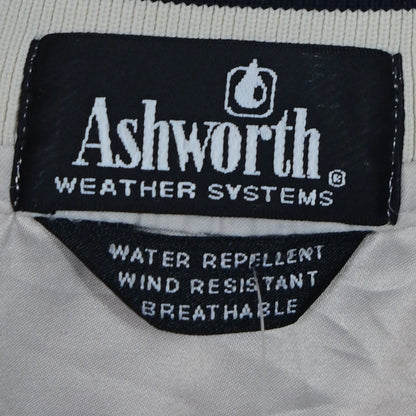 Ashworth®
WEATHER SYSTEMS
WATER REPELLENT
WIND RESISTANT
BREATHABLE